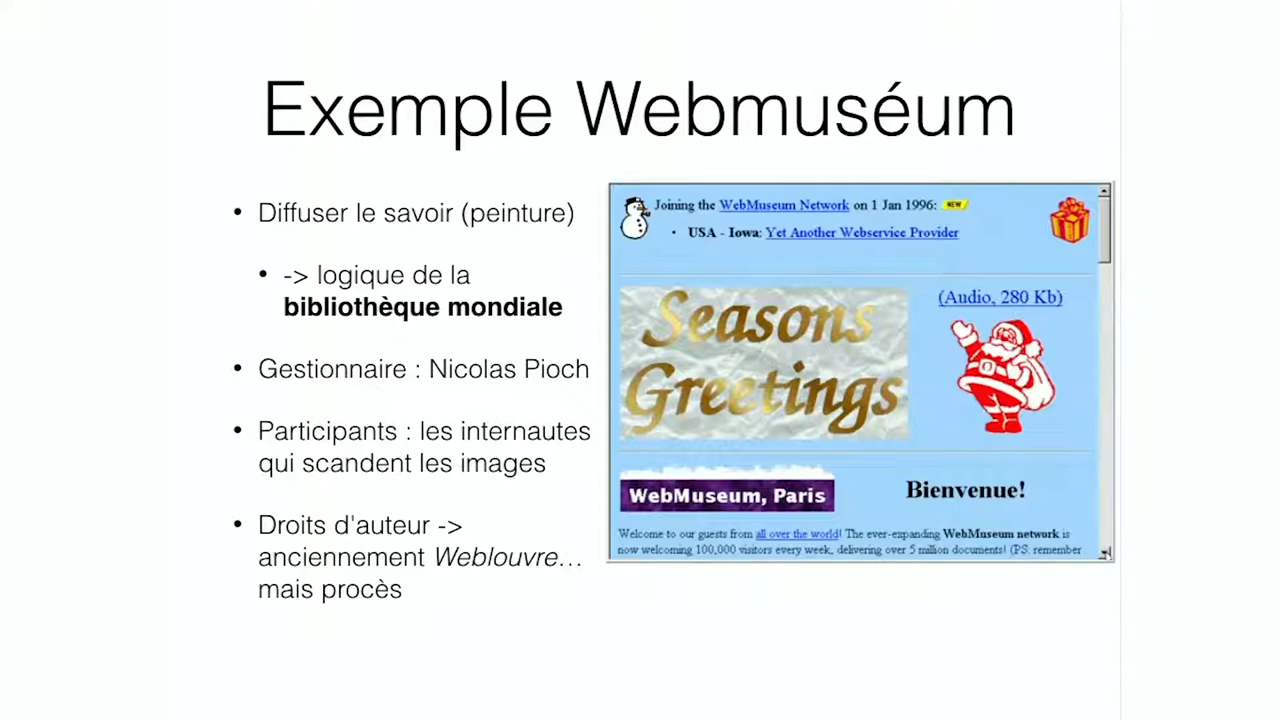 Exemple Webmuséum
• Diffuser le savoir (peinture)
• -> logique de la
bibliothèque mondiale
• Gestionnaire : Nicolas Pioch
• Participants : les internautes
qui scandent les images
• Droits d'auteur ->
anciennement Weblouvre…
mais procès
Joining the WebMuseum Network on 1 Jan 1996: NEW
• USA - Iowa: Yet Another Webservice Provider
Seasons
Greetings
(Audio, 280 Kb)
WebMuseum, Paris
Bienvenue!
Welcome to our guests from all over the world! The ever-expanding WebMuseum network is
now welcoming 100,000 visitors every week, delivering over 5 million documents! (PS. remember